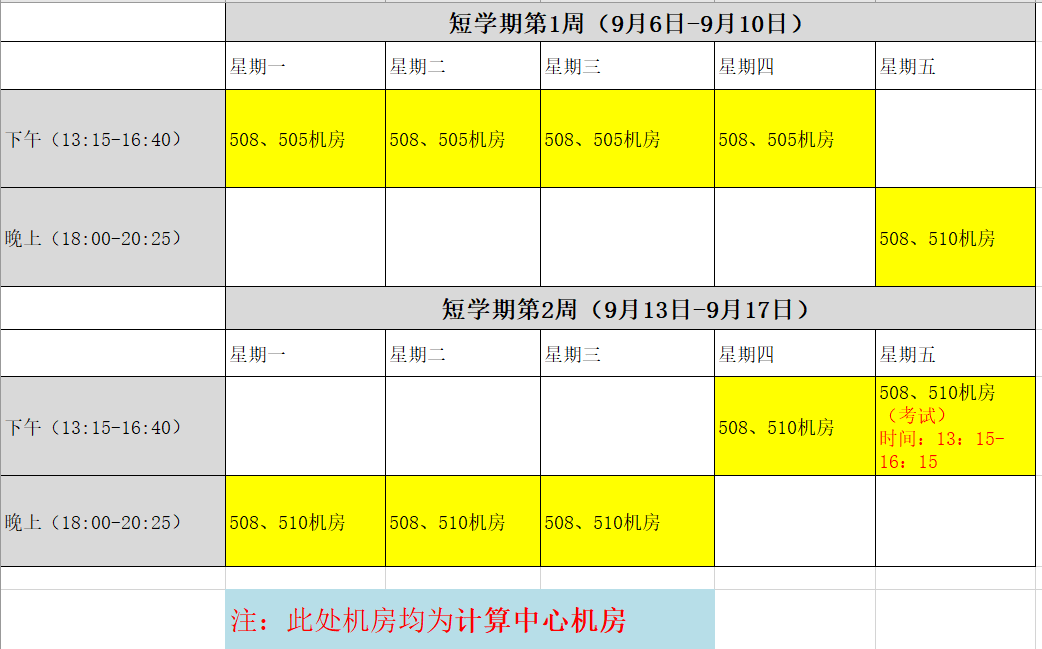 短学期第1周（9月6日-9月10日）
星期一 星期二 星期三 星期四 星期五
下午（13:15-16:40） 508、505机房 508、505机房 508、505机房 508、505机房
晚上（18:00-20:25） 508、510机房
短学期第2周（9月13日-9月17日）
星期一 星期二 星期三 星期四 星期五
下午（13:15-16:40） 508、510机房 508、510机房
（考试）
时间：13：15-
16：15
晚上（18:00-20:25） 508、510机房 508、510机房 508、510机房
注：此处机房均为计算中心机房